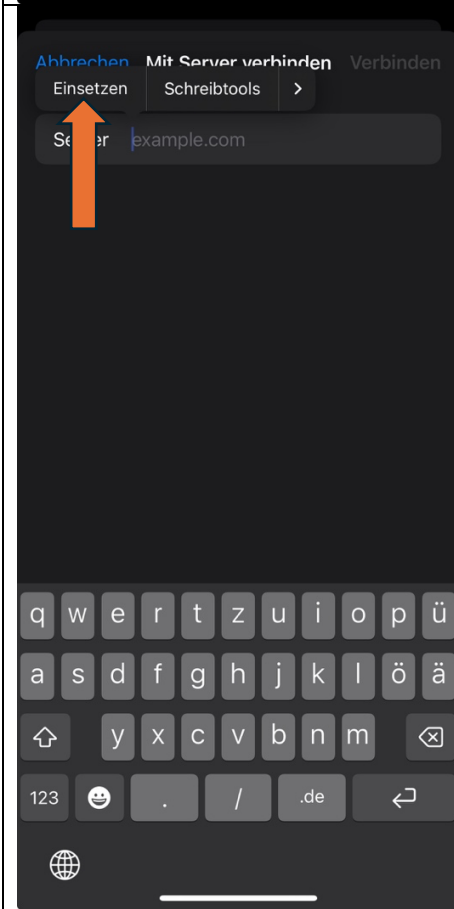 Abbrechen Mit Server verbinden Verbinden
Einsetzen Schreibtools >
Server example.com
q w e r t z u i o p ü
a s d f g h j k l ö ä
y x c v b n m
123 . / .de